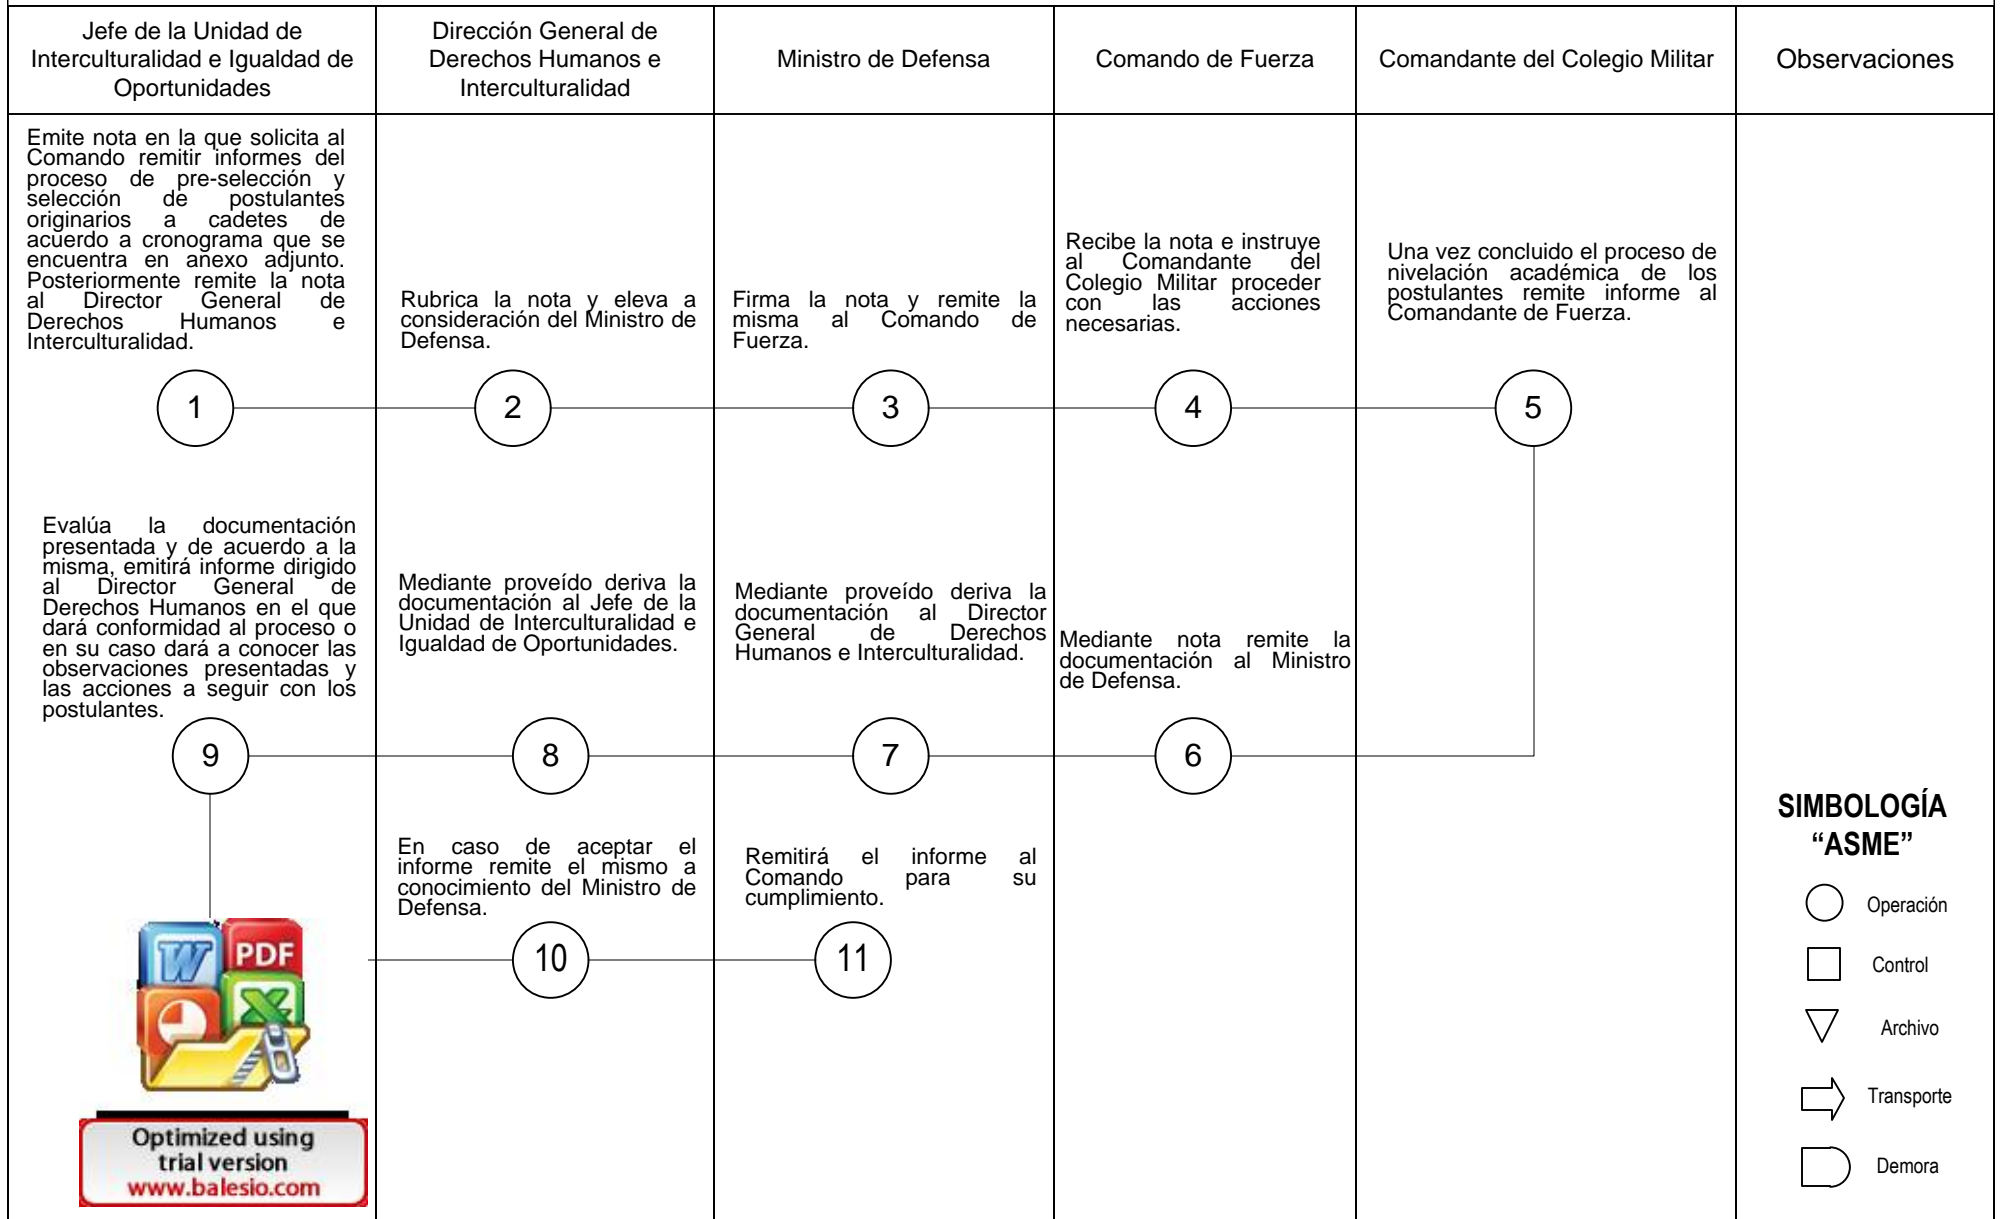 Jefe de la Unidad de
Interculturalidad e Igualdad de
Oportunidades
Dirección General de
Derechos Humanos e
Interculturalidad
Ministro de Defensa
Comando de Fuerza
Comandante del Colegio Militar
Observaciones
Emite nota en la que solicita al
Comando remitir informes del
proceso de pre-selección y
selección de postulantes
originarios a cadetes de
acuerdo a cronograma que se
encuentra en anexo adjunto.
Posteriormente remite la nota
al Director General de
Derechos Humanos e
Interculturalidad.
Rubrica la nota y eleva a
consideración del Ministro de
Defensa.
Firma la nota y remite la
misma al Comando de
Fuerza.
Recibe la nota e instruye
al Comandante del
Colegio Militar proceder
con las acciones
necesarias.
Una vez concluido el proceso de
nivelación académica de los
postulantes remite informe al
Comandante de Fuerza.
1
2
3
4
5
Evalúa la documentación
presentada y de acuerdo a la
misma, emitirá informe dirigido
al Director General de
Derechos Humanos en el que
dará conformidad al proceso o
en su caso dará a conocer las
observaciones presentadas y
las acciones a seguir con los
postulantes.
Mediante proveído deriva la
documentación al Jefe de la
Unidad de Interculturalidad e
Igualdad de Oportunidades.
Mediante proveído deriva la
documentación al Director
General de Derechos
Humanos e Interculturalidad.
Mediante nota remite la
documentación al Ministro
de Defensa.
9
8
7
6
En caso de aceptar el
informe remite el mismo a
conocimiento del Ministro de
Defensa.
Remitirá el informe al
Comando para su
cumplimiento.
10
11
SIMBOLOGÍA
“ASME”
Operación
Control
Archivo
Transporte
Demora
W
PDF
X
Optimized using
trial version
www.balesio.com